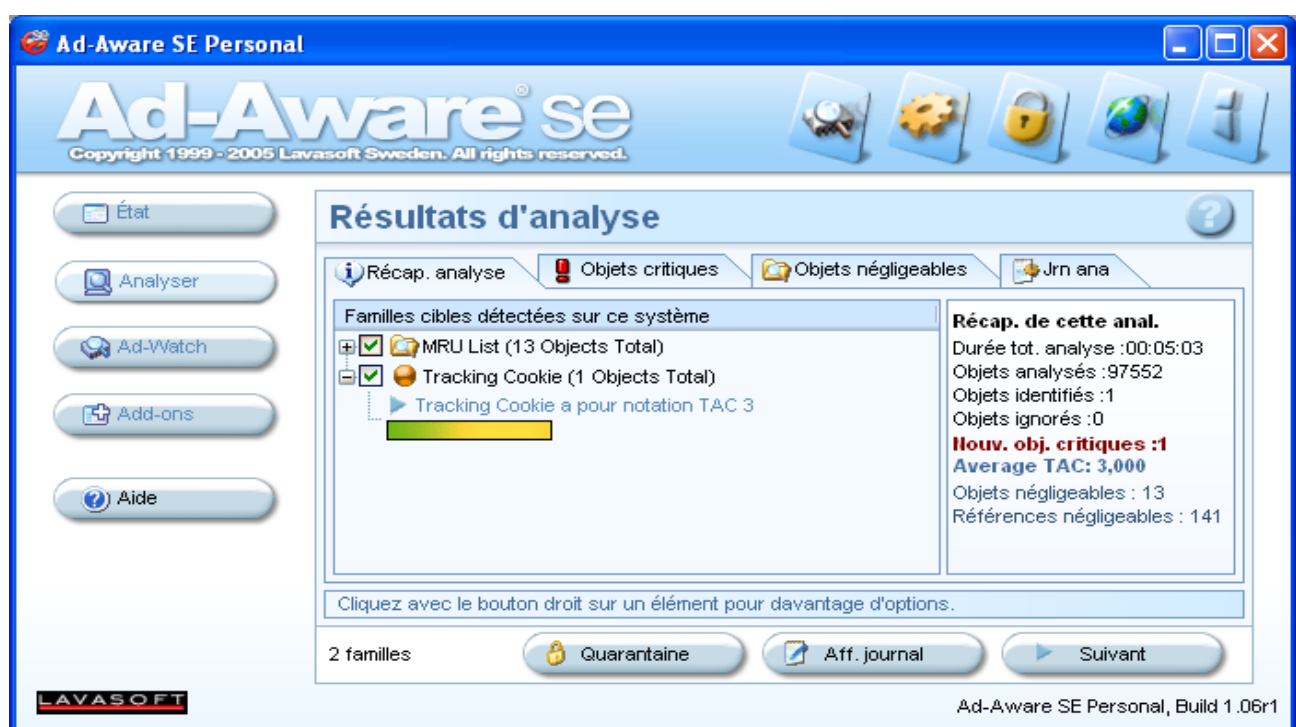 Ad-Aware SE Personal
Ad-Aware® SE
Copyright 1999 - 2005 Lavasoft Sweden. All rights reserved.
État
Analyser
Ad-Watch
Add-ons
Aide
Résultats d'analyse
Récap. analyse
Objets critiques
Objets négligeables
Jrn ana
Familles cibles détectées sur ce système
MRU List (13 Objects Total)
Tracking Cookie (1 Objects Total)
Tracking Cookie a pour notation TAC 3
Récap. de cette anal.
Durée tot. analyse :00:05:03
Objets analysés :97552
Objets identifiés :1
Objets ignorés :0
Nouv. obj. critiques :1
Average TAC: 3,000
Objets négligeables : 13
Références négligeables : 141
Cliquez avec le bouton droit sur un élément pour davantage d'options.
2 familles
Quarantaine
Aff. journal
Suivant
LAVASOFT
Ad-Aware SE Personal, Build 1.06r1